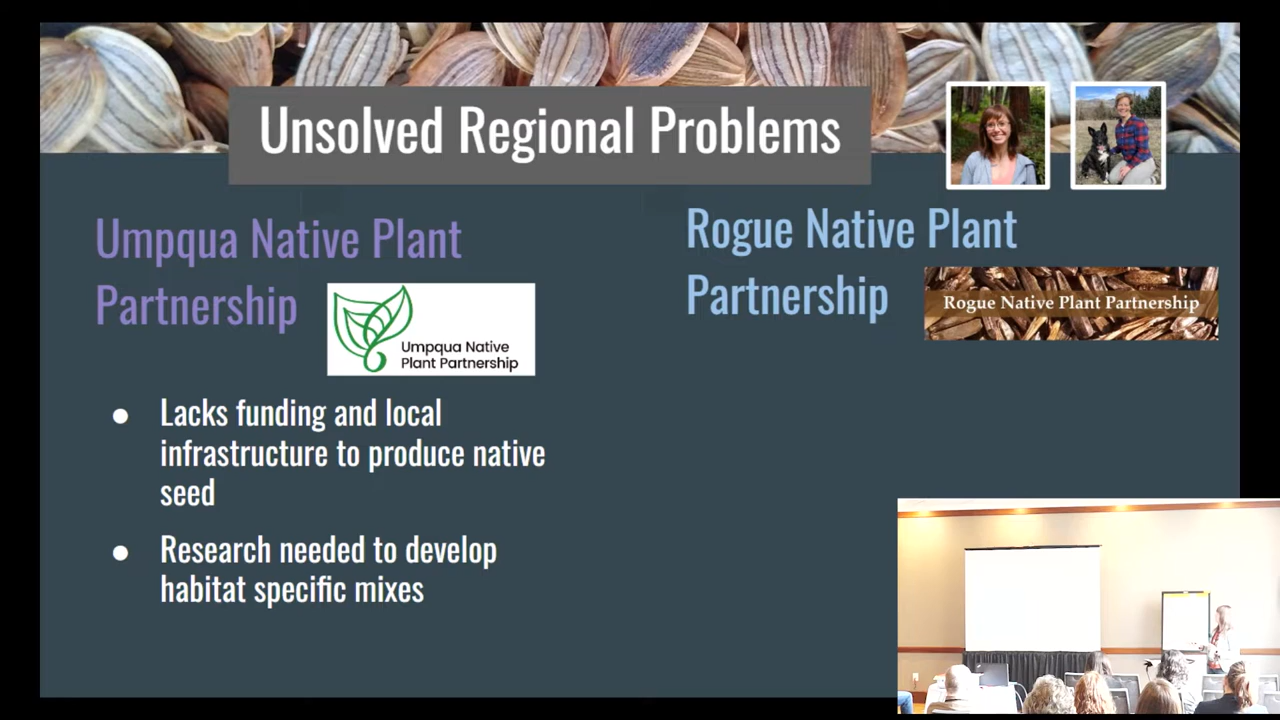 Unsolved Regional Problems
Umpqua Native Plant
Partnership
Umpqua Native
Plant Partnership
● Lacks funding and local
infrastructure to produce native
seed
● Research needed to develop
habitat specific mixes
Rogue Native Plant
Partnership
Rogue Native Plant Partnership